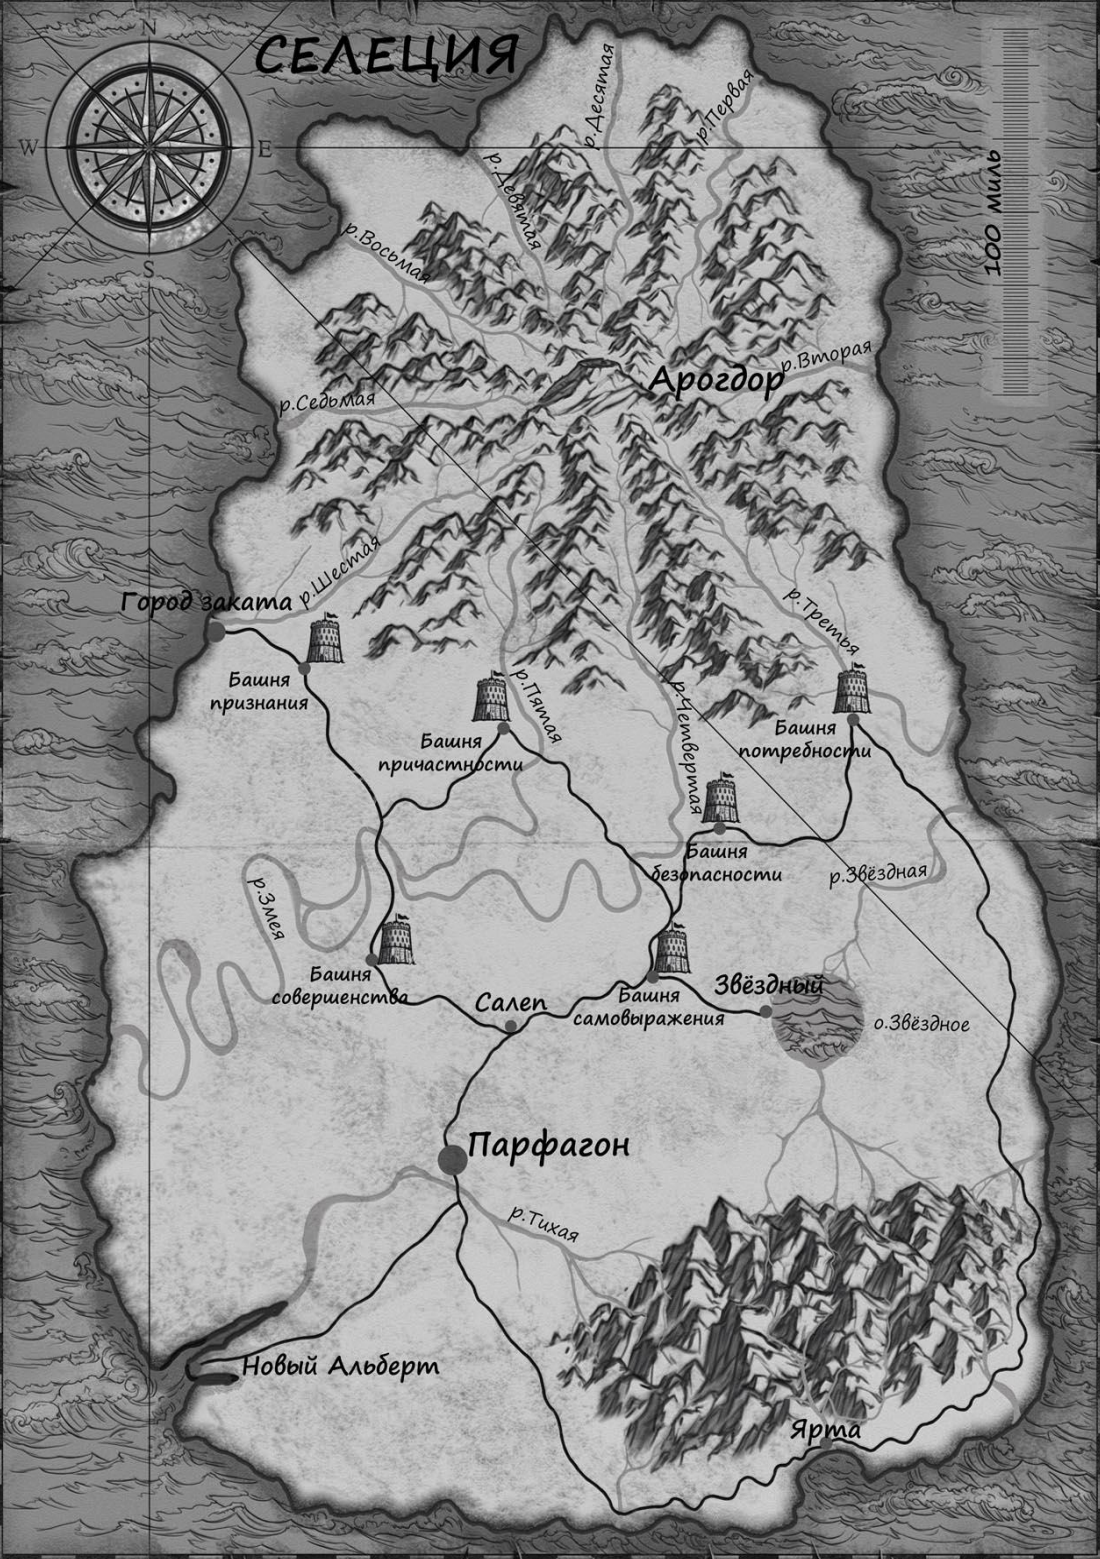 СЕЛЕЦИЯ
N
W
E
S
100 миль
р.Десятая
р.Первая
р.Девятая
р.Восьмая
р.Вторая
Арогдор
р.Седьмая
р.Шестая
р.Третья
Город заката
Башня
признания
р.Пятая
р.Четвертая
Башня
причастности
Башня
потребности
Башня
безопасности
р.Звёздная
р.Змея
Башня
совершенства
Салеп
Башня
самовыражения
Звёздный
о.Звёздное
Парфагон
р.Тихая
Новый Альберт
Ярта